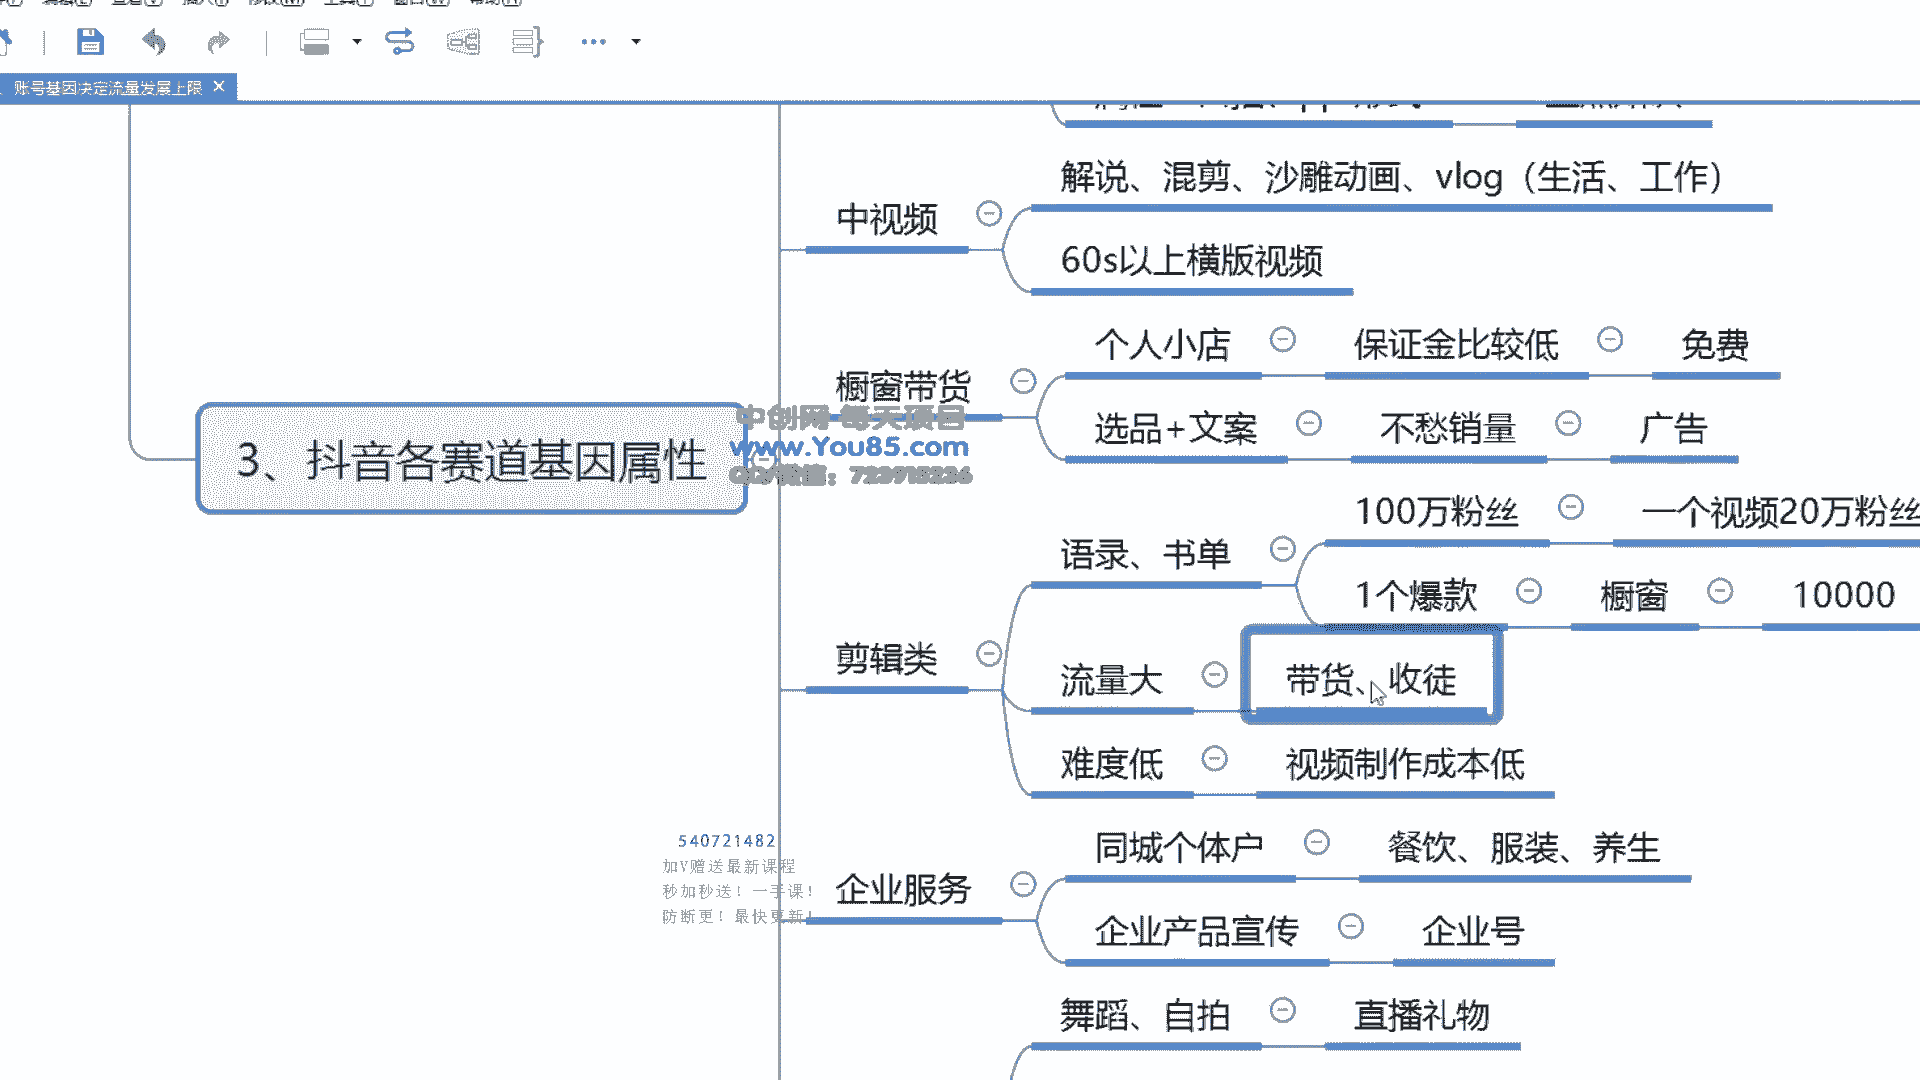 账号基因决定流量发展上限
解说、混剪、沙雕动画、vlog（生活、工作）
中视频
60s以上横版视频
个人小店 保证金比较低 免费
橱窗带货
选品+文案 不愁销量 广告
中创网 每天项目
www.You85.com
3、抖音各赛道基因属性
100万粉丝 一个视频20万粉丝
语录、书单
1个爆款 橱窗 10000
剪辑类
流量大 带货、收徒
难度低 视频制作成本低
540721482
加V赠送最新课程
秒加秒送！一手课！
防断更！最快更新！
同城个体户 餐饮、服装、养生
企业服务
企业产品宣传 企业号
舞蹈、自拍 直播礼物